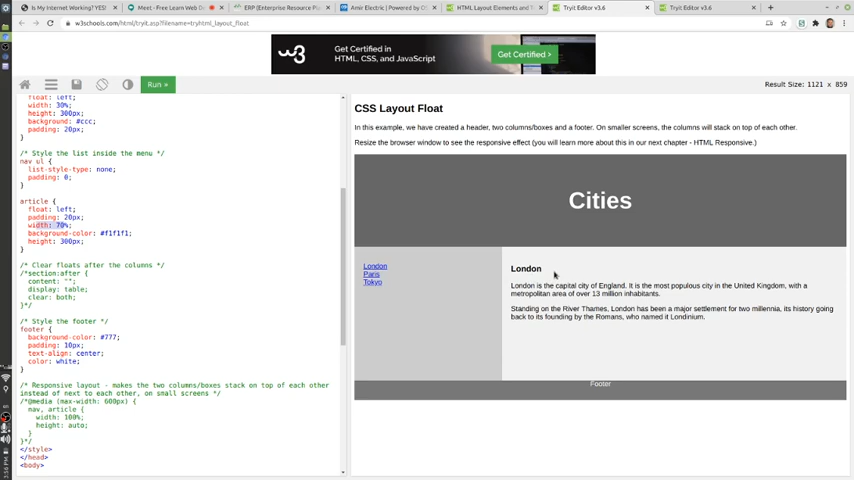 Is My Internet Working? YES!
Meet - Free Learn Web De
ERP (Enterprise Resource Pl
Amir Electric | Powered by O
HTML Layout Elements and T
Tryit Editor v3.6
Tryit Editor v3.6
w3schools.com/html/tryit.asp?filename=tryhtml_layout_float
Get Certified in
HTML, CSS, and JavaScript
Get Certified >
Run »
Result Size: 1121 x 859
float: left;
width: 30%;
height: 300px;
background: #ccc;
padding: 20px;
}
/* Style the list inside the menu */
nav ul {
list-style-type: none;
padding: 0;
}
article {
float: left;
padding: 20px;
width: 70%;
background-color: #f1f1f1;
height: 300px;
}
/* Clear floats after the columns */
/*section:after {
content: "";
display: table;
clear: both;
}*/
/* Style the footer */
footer {
background-color: #777;
padding: 10px;
text-align: center;
color: white;
}
/* Responsive layout - makes the two columns/boxes stack on top of each other
instead of next to each other, on small screens */
/*@media (max-width: 600px) {
nav, article {
width: 100%;
height: auto;
}
}*/
</style>
</head>
<body>
CSS Layout Float
In this example, we have created a header, two columns/boxes and a footer. On smaller screens, the columns will stack on top of each other.
Resize the browser window to see the responsive effect (you will learn more about this in our next chapter - HTML Responsive.)
Cities
London
Paris
Tokyo
London
London is the capital city of England. It is the most populous city in the United Kingdom, with a
metropolitan area of over 13 million inhabitants.
Standing on the River Thames, London has been a major settlement for two millennia, its history going
back to its founding by the Romans, who named it Londinium.
Footer
3:56 PM